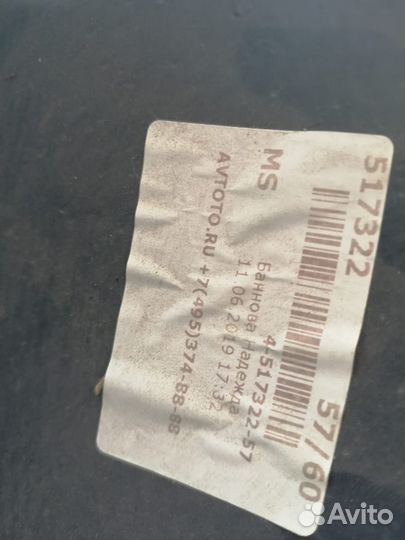 517322 57/60
MS 4-517322-57
Баннова Надежда
11.06.2019 17:32
AVTOTO.RU +7(495)374-88-88
Avito